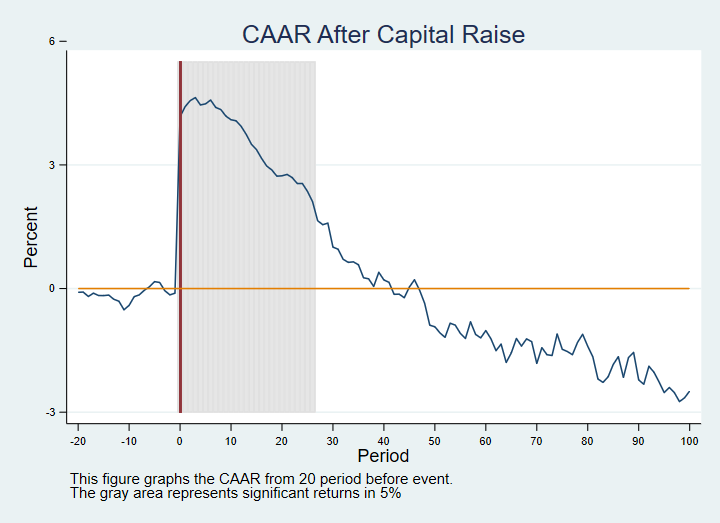 CAAR After Capital Raise
Percent
6
3
0
-3
-20 -10 0 10 20 30 40 50 60 70 80 90 100
Period
This figure graphs the CAAR from 20 period before event.
The gray area represents significant returns in 5%